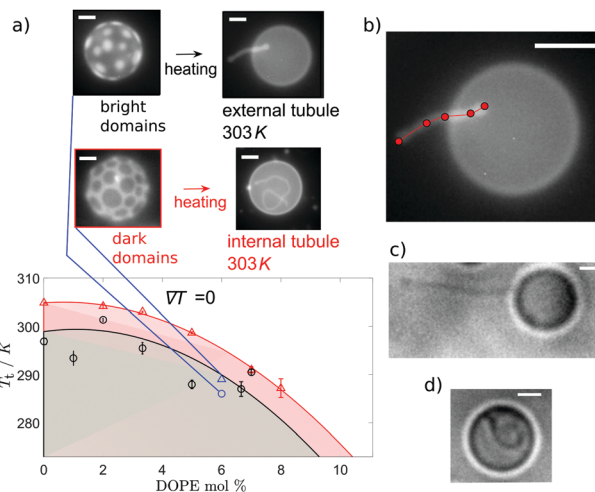 a)
heating
bright
domains
external tubule
303 K
heating
dark
domains
internal tubule
303 K
∇T =0
310
300
290
280
T_t / K
0
2
4
6
8
10
DOPE mol %
b)
c)
d)